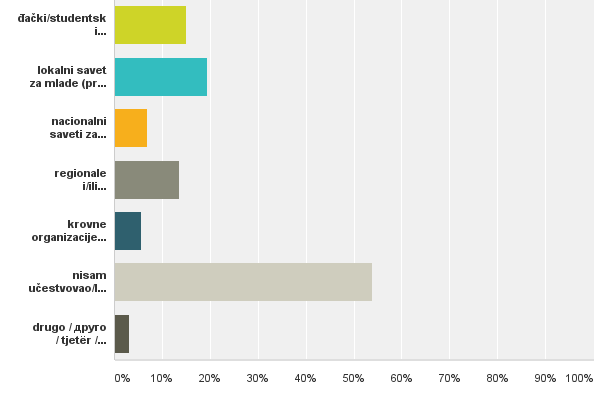 đački/studentsk
i...
lokalni savet
za mlade (pr...
nacionalni
saveti za...
regionale
i/ili...
krovne
organizacije...
nisam
učestvovao/l...
drugo / друго
/ tjetër /...
0% 10% 20% 30% 40% 50% 60% 70% 80% 90% 100%